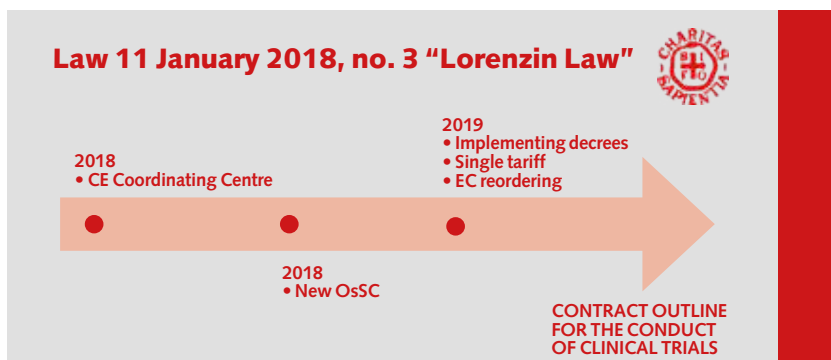 Law 11 January 2018, no. 3 “Lorenzin Law”
CHARITAS
SAPIENTIA
2018
• CE Coordinating Centre
2018
• New OsSC
2019
• Implementing decrees
• Single tariff
• EC reordering
CONTRACT OUTLINE
FOR THE CONDUCT
OF CLINICAL TRIALS